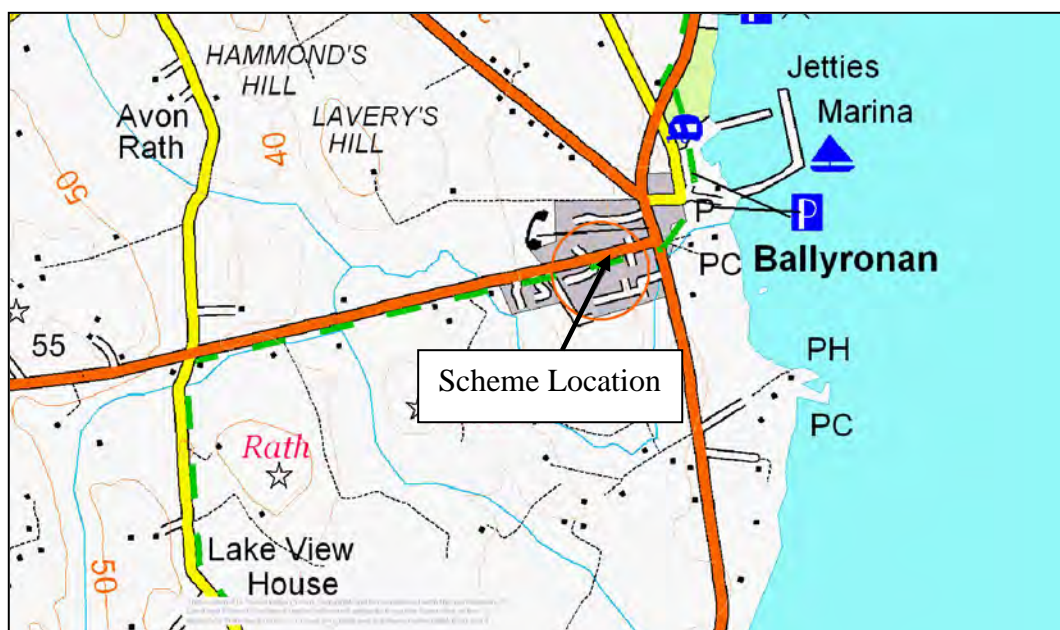 HAMMOND'S
HILL
Jetties
Marina
Avon
Rath
LAVERY'S
HILL
40
50
P
P
PC
Ballyronan
55
Scheme Location
PH
PC
Rath
Lake View
House
50